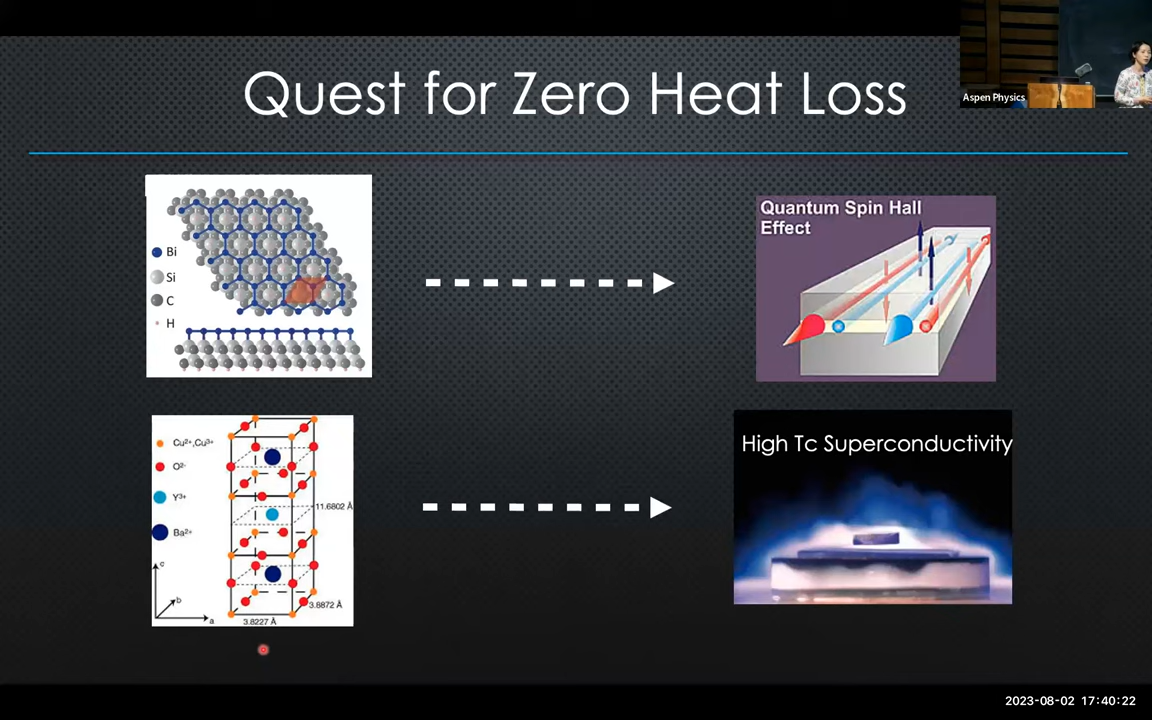 Quest for Zero Heat Loss
Aspen Physics
Bi
Si
C
H
Quantum Spin Hall
Effect
Cu²⁺,Cu³⁺
O²⁻
Y³⁺
Ba²⁺
11.6802 Å
3.8872 Å
3.8227 Å
c
b
a
High Tc Superconductivity
2023-08-02 17:40:22